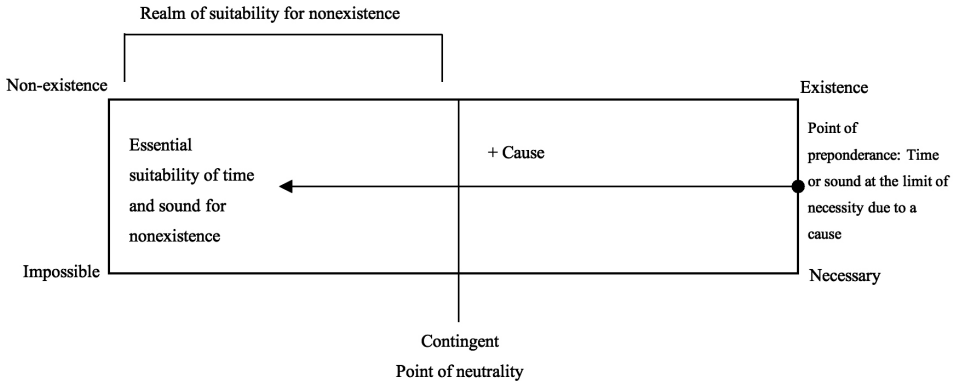 Realm of suitability for nonexistence
Non-existence
Existence
Essential
suitability of time
and sound for
nonexistence
+ Cause
Point of
preponderance: Time
or sound at the limit of
necessity due to a
cause
Impossible
Necessary
Contingent
Point of neutrality